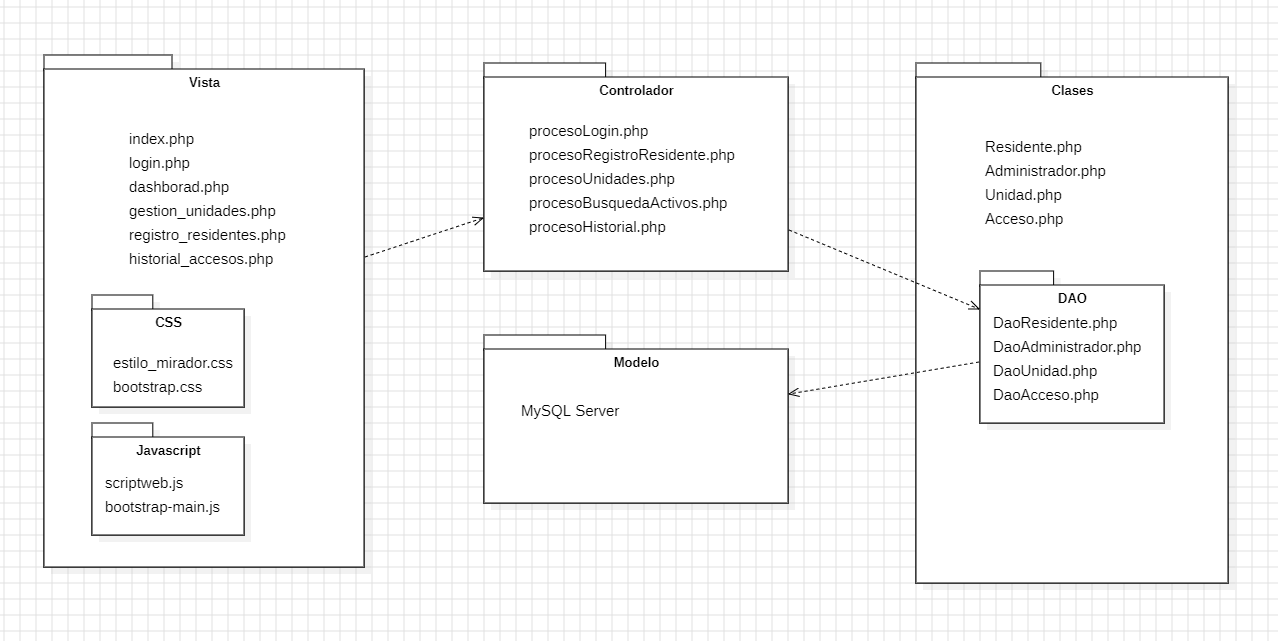 Vista
index.php
login.php
dashborad.php
gestion_unidades.php
registro_residentes.php
historial_accesos.php
CSS
estilo_mirador.css
bootstrap.css
Javascript
scriptweb.js
bootstrap-main.js
Controlador
procesoLogin.php
procesoRegistroResidente.php
procesoUnidades.php
procesoBusquedaActivos.php
procesoHistorial.php
Modelo
MySQL Server
Clases
Residente.php
Administrador.php
Unidad.php
Acceso.php
DAO
DaoResidente.php
DaoAdministrador.php
DaoUnidad.php
DaoAcceso.php